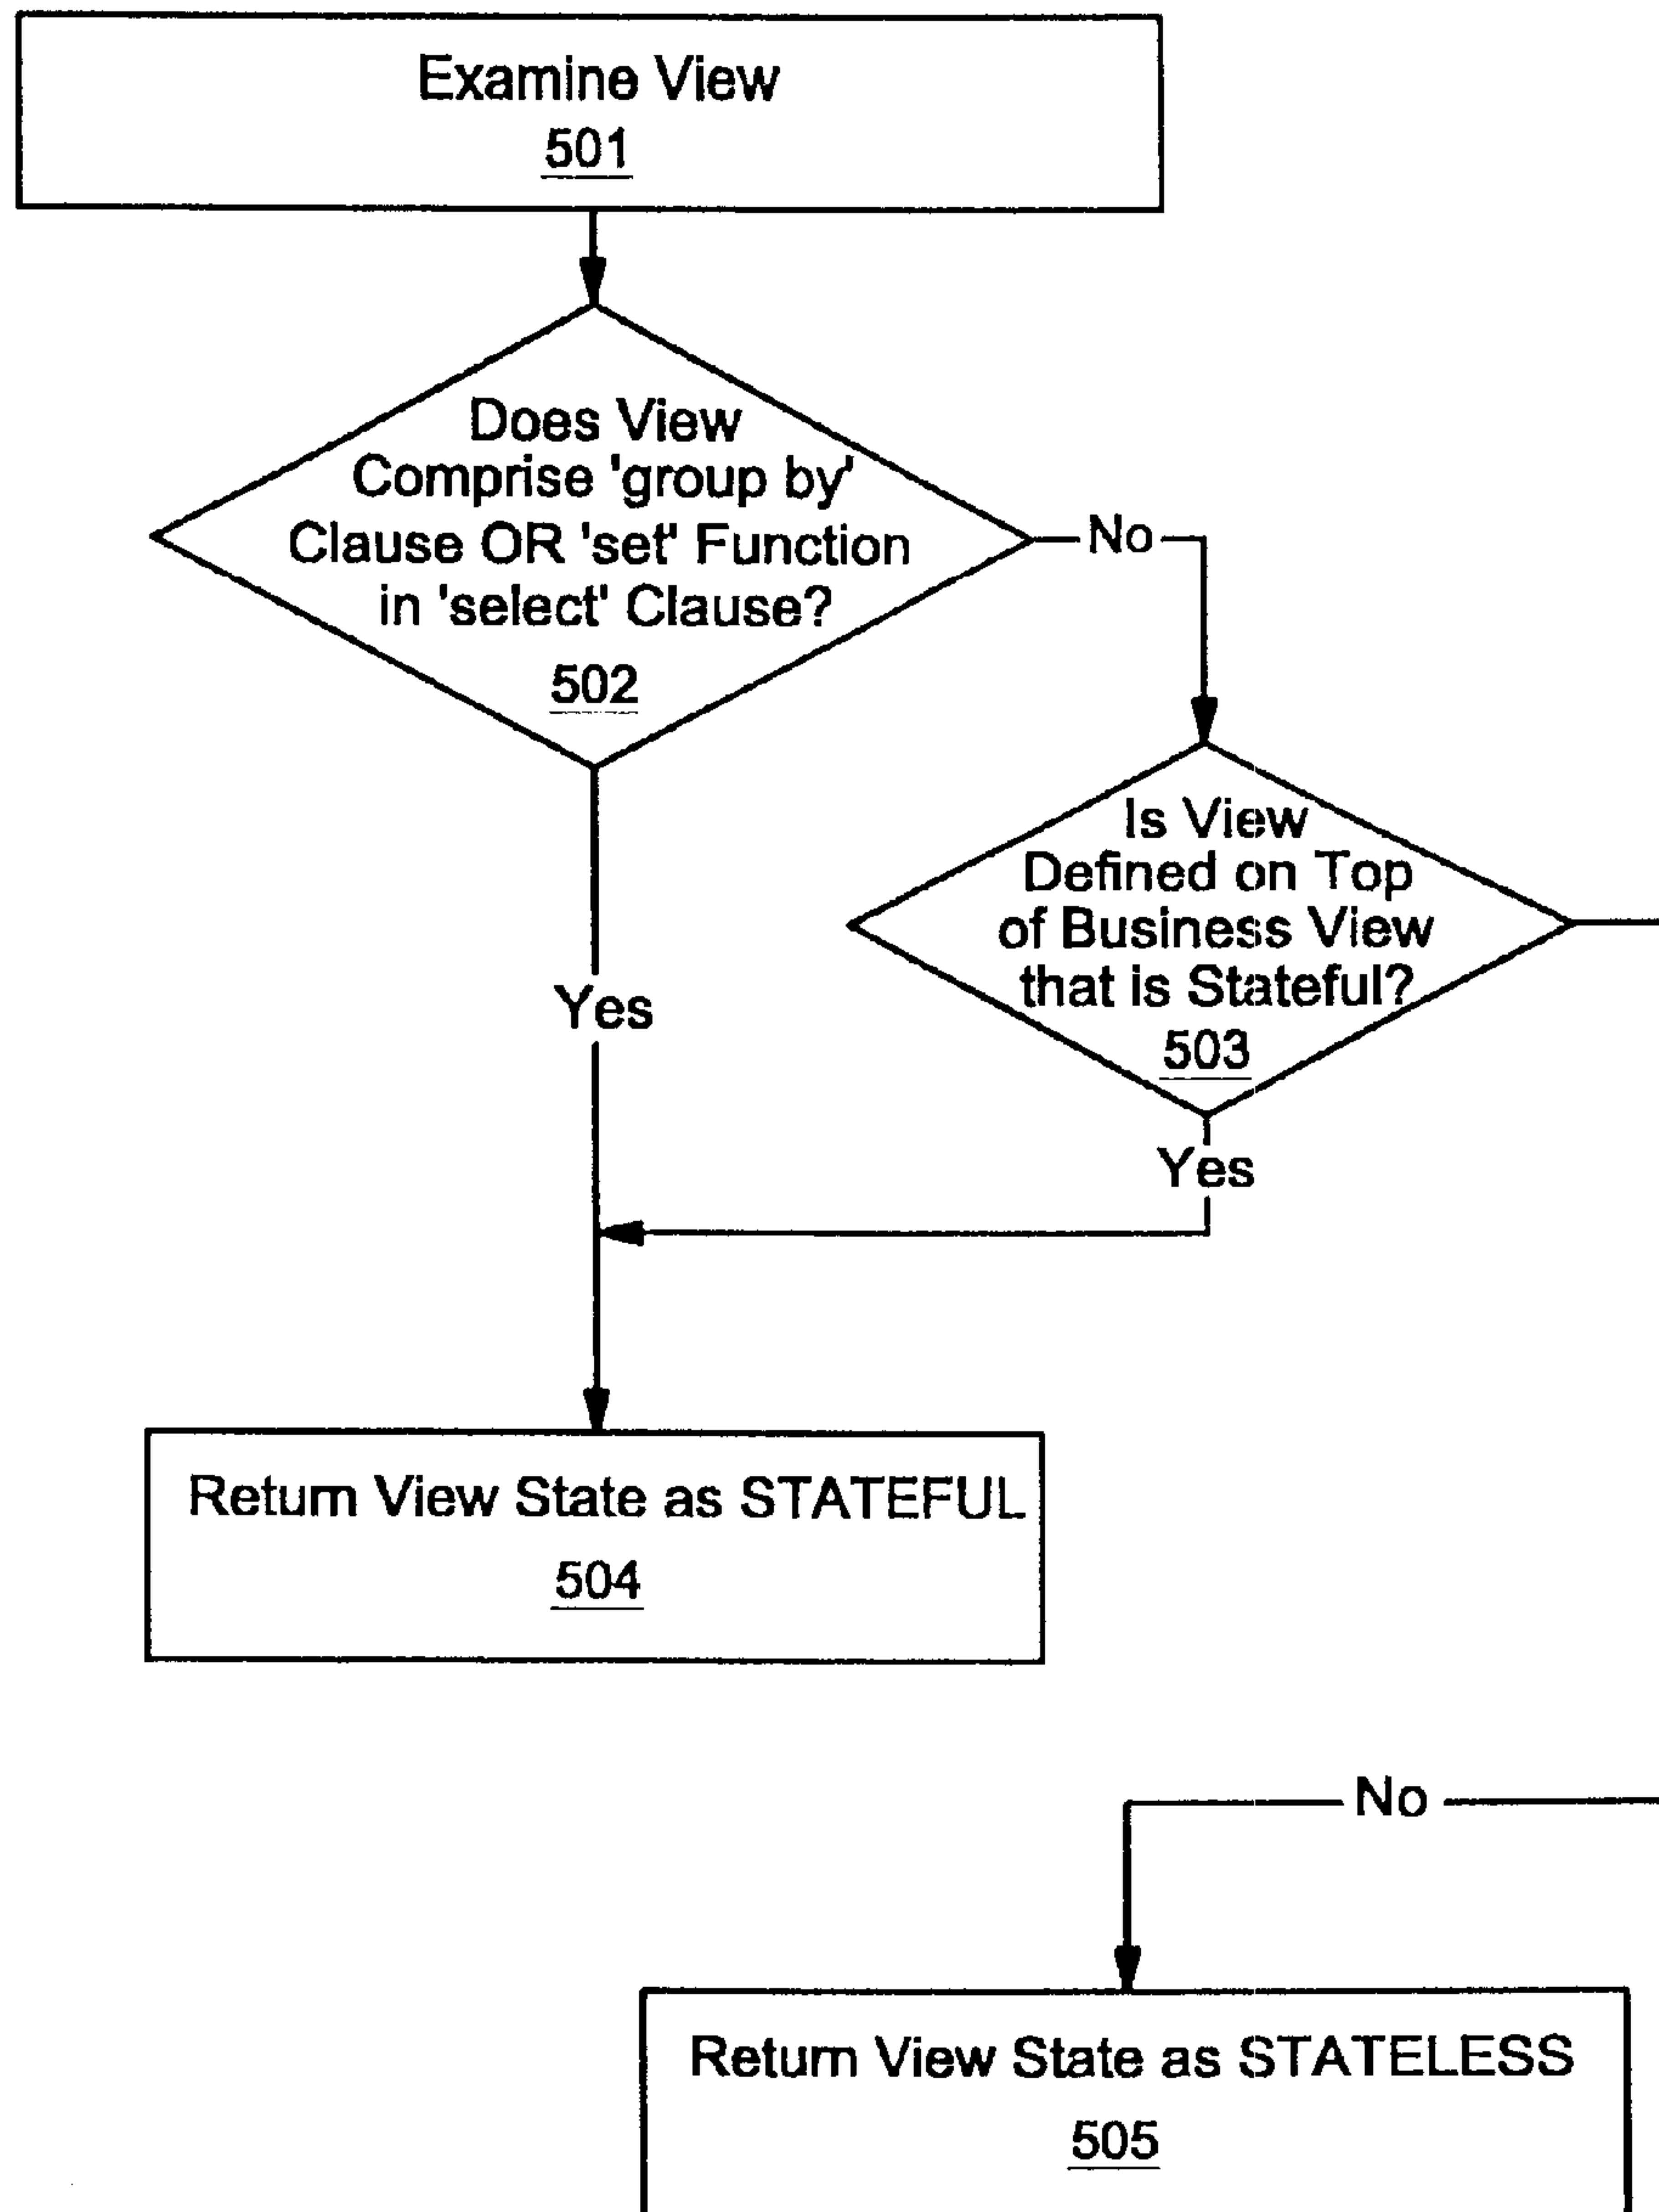 Examine View
501
Does View
Comprise 'group by'
Clause OR 'set' Function
in 'select' Clause?
502
No
Is View
Defined on Top
of Business View
that is Stateful?
503
Yes
Yes
Return View State as STATEFUL
504
No
Return View State as STATELESS
505